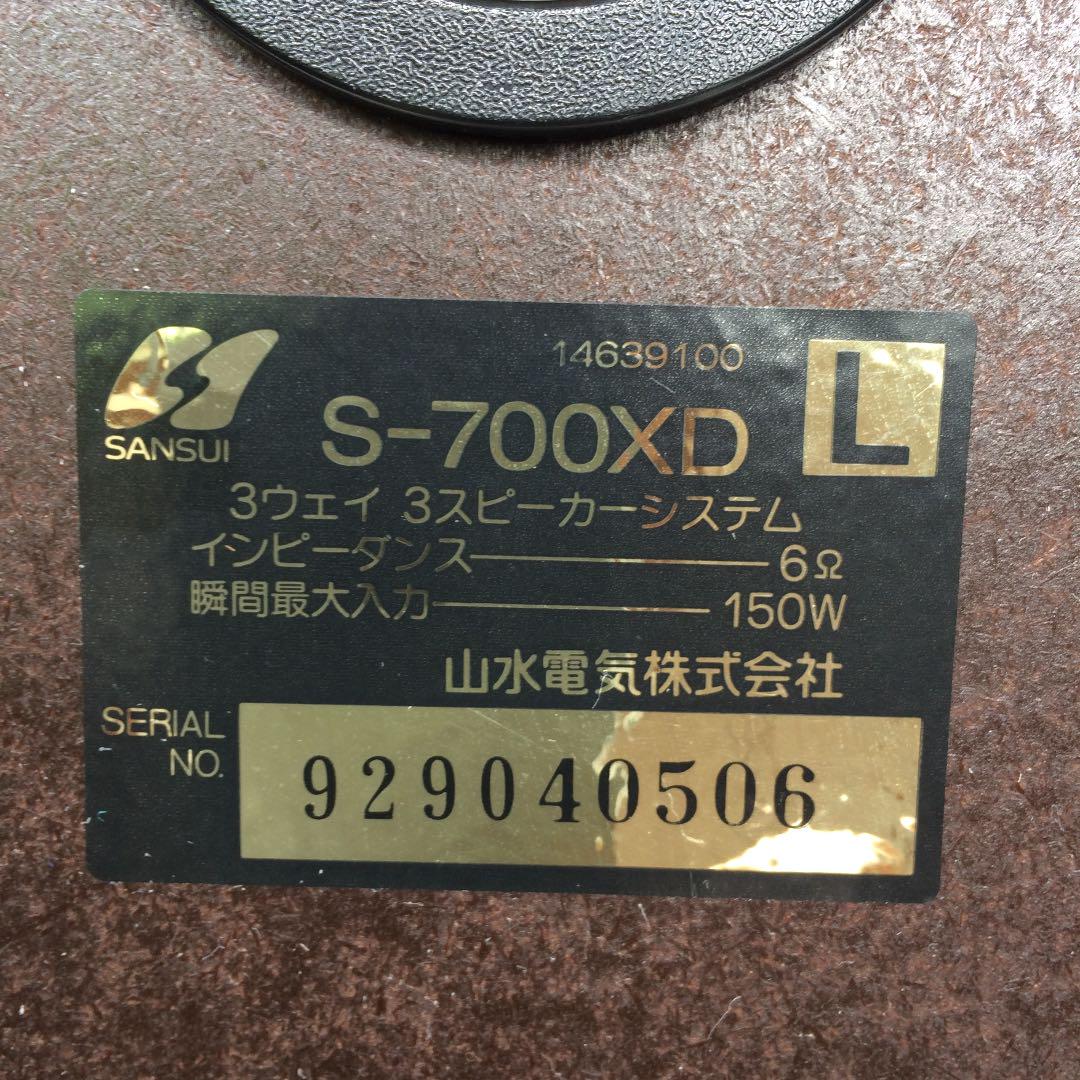 14639100
SANSUI
S-700XD
L
3ウェイ 3スピーカーシステム
インピーダンス 6Ω
瞬間最大入力 150W
山水電気株式会社
SERIAL
NO.
929040506